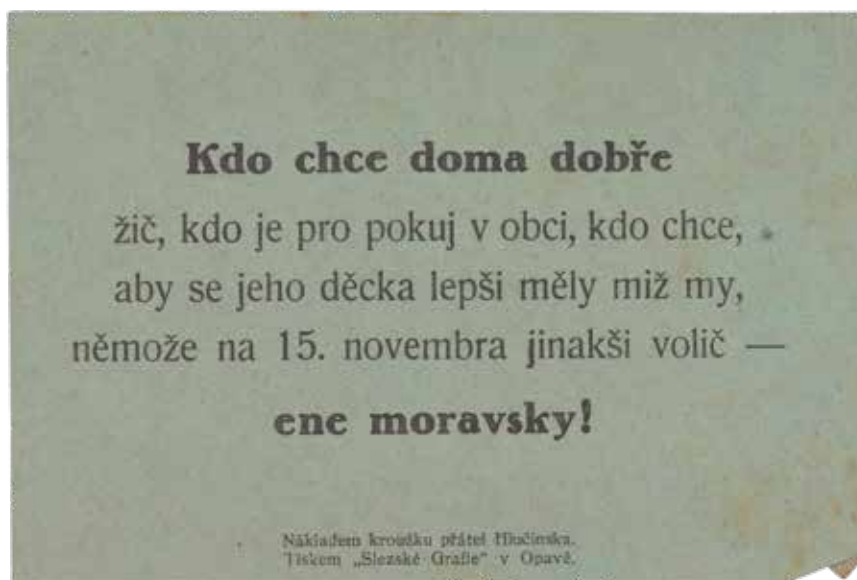 Kdo chce doma dobře
žič, kdo je pro pokuj v obci, kdo chce,
aby se jeho děcka lepši měly miž my,
němože na 15. novembra jinakši volič —
ene moravsky!
Nákladem kroužku přátel Hlučínska.
Tiskem „Slezské Grafie" v Opavě.